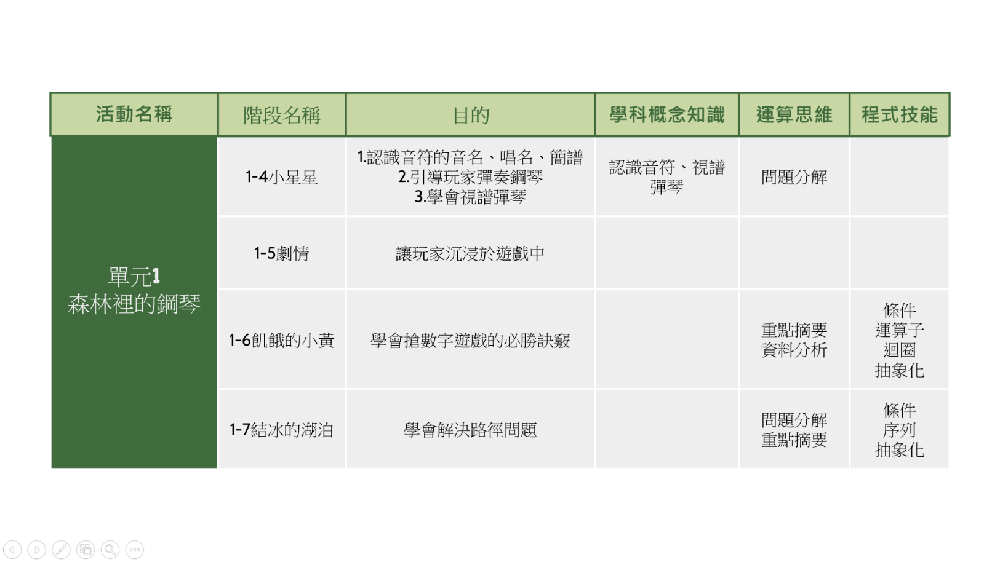 活動名稱
階段名稱
目的
學科概念知識
運算思維
程式技能
單元1
森林裡的鋼琴
1-4小星星
1.認識音符的音名、唱名、簡譜
2.引導玩家彈奏鋼琴
3.學會視譜彈琴
認識音符、視譜
彈琴
問題分解
1-5劇情
讓玩家沉浸於遊戲中
1-6飢餓的小黃
學會搶數字遊戲的必勝訣竅
重點摘要
資料分析
條件
運算子
迴圈
抽象化
1-7結冰的湖泊
學會解決路徑問題
問題分解
重點摘要
條件
序列
抽象化